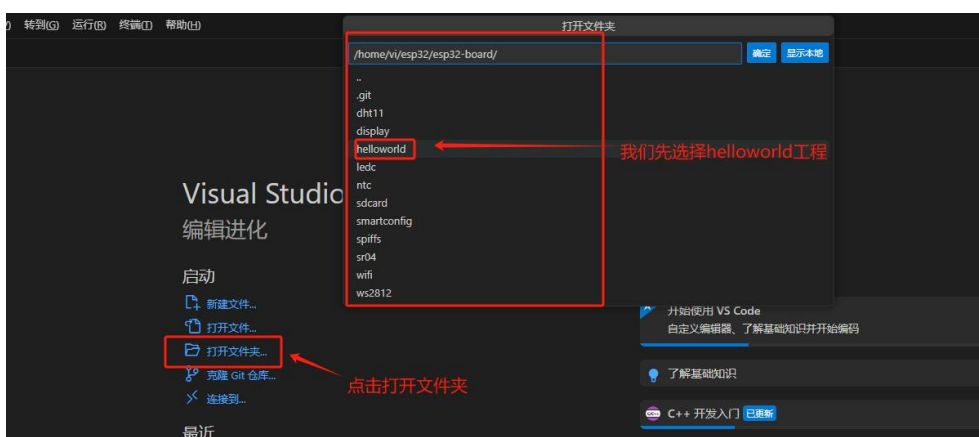 转到(G) 运行(R) 终端(T) 帮助(H)
打开文件夹
/home/vi/esp32/esp32-board/
确定
显示本地
..
.git
dht11
display
helloworld
我们先选择helloworld工程
ledc
ntc
sdcard
smartconfig
spiffs
sr04
wifi
ws2812
Visual Studio
编辑进化
启动
新建文件...
打开文件...
打开文件夹...
克隆 Git 仓库...
连接到...
点击打开文件夹
最近
开始使用 VS Code
自定义编辑器、了解基础知识并开始编码
了解基础知识
C++ 开发入门 已更新